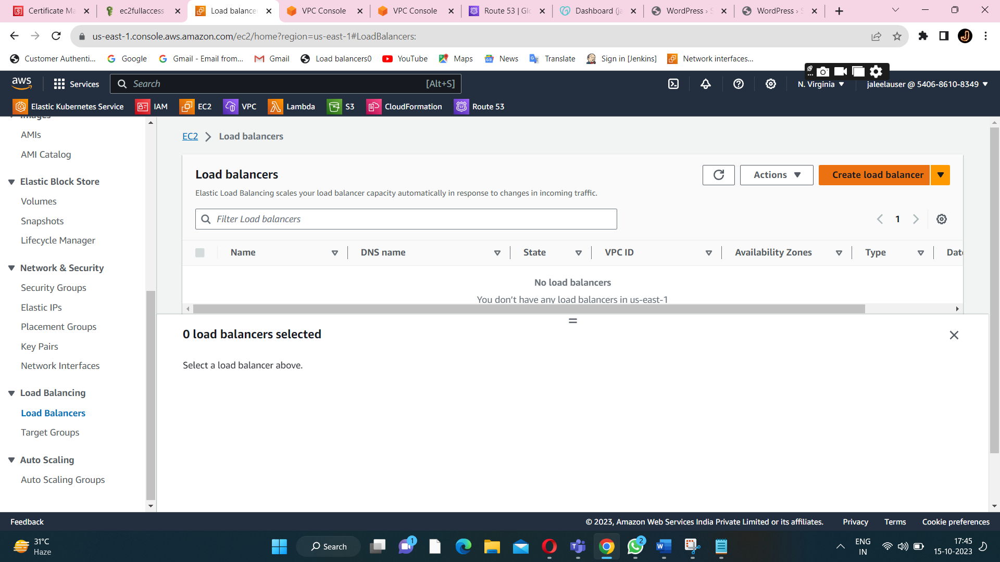 Certificate Ma
ec2fullaccess
Load balance
VPC Console
VPC Console
Route 53 | Gl
Dashboard (ja
WordPress › S
WordPress › S
us-east-1.console.aws.amazon.com/ec2/home?region=us-east-1#LoadBalancers:
Customer Authenti...
Google
Gmail - Email from...
Gmail
Load balancers0
YouTube
Maps
News
Translate
Sign in [Jenkins]
Network interfaces...
aws
Services
Search
[Alt+S]
N. Virginia
jaleelauser @ 5406-8610-8349
Elastic Kubernetes Service
IAM
EC2
VPC
Lambda
S3
CloudFormation
Route 53
Images
AMIs
AMI Catalog
Elastic Block Store
Volumes
Snapshots
Lifecycle Manager
Network & Security
Security Groups
Elastic IPs
Placement Groups
Key Pairs
Network Interfaces
Load Balancing
Load Balancers
Target Groups
Auto Scaling
Auto Scaling Groups
EC2
Load balancers
Load balancers
Actions
Create load balancer
Elastic Load Balancing scales your load balancer capacity automatically in response to changes in incoming traffic.
Filter Load balancers
1
Name
DNS name
State
VPC ID
Availability Zones
Type
Date
No load balancers
You don't have any load balancers in us-east-1
0 load balancers selected
Select a load balancer above.
Feedback
© 2023, Amazon Web Services India Private Limited or its affiliates.
Privacy
Terms
Cookie preferences
31°C
Haze
Search
1
2
ENG
IN
17:45
15-10-2023